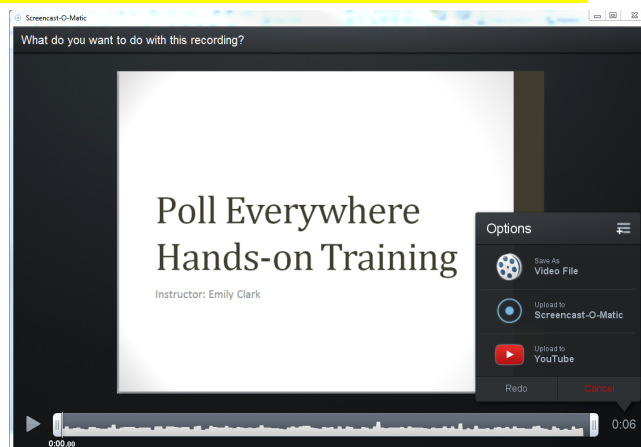 Screencast-O-Matic
What do you want to do with this recording?
Poll Everywhere
Hands-on Training
Instructor: Emily Clark
Options
Save As
Video File
Upload to
Screencast-O-Matic
Upload to
YouTube
Redo
Cancel
0:06
0:00.00